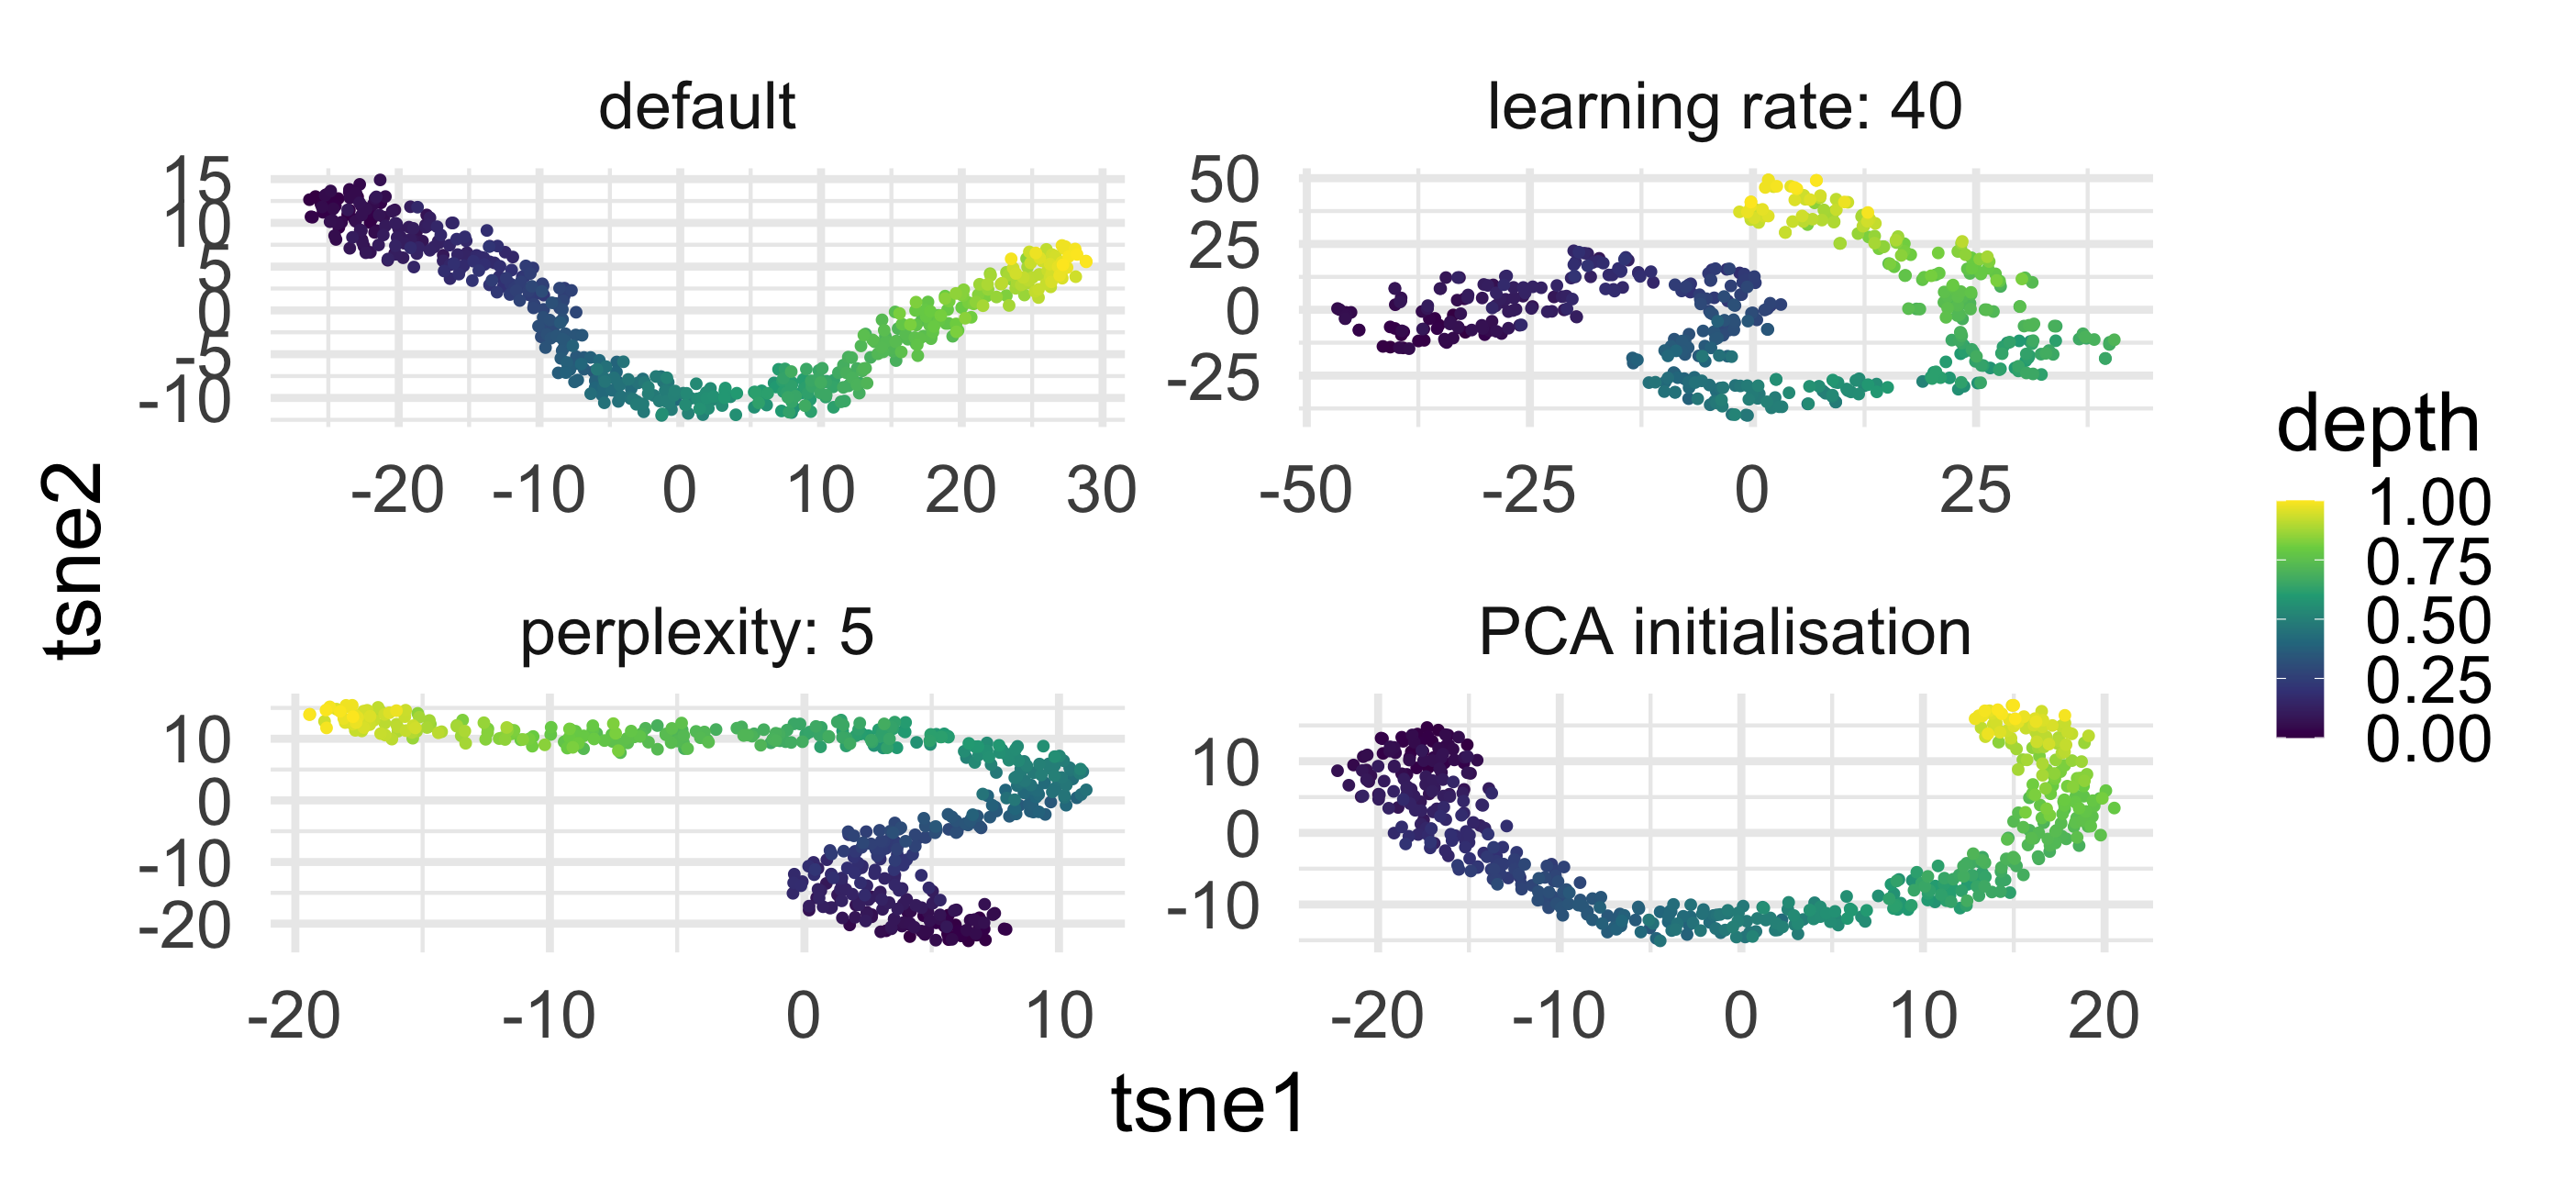 default
15
10
5
0
-5
-10
-20 -10 0 10 20 30
learning rate: 40
50
25
0
-25
-50 -25 0 25
perplexity: 5
10
0
-10
-20
-20 -10 0 10
PCA initialisation
10
0
-10
-20 -10 0 10 20
tsne2
tsne1
depth
1.00
0.75
0.50
0.25
0.00